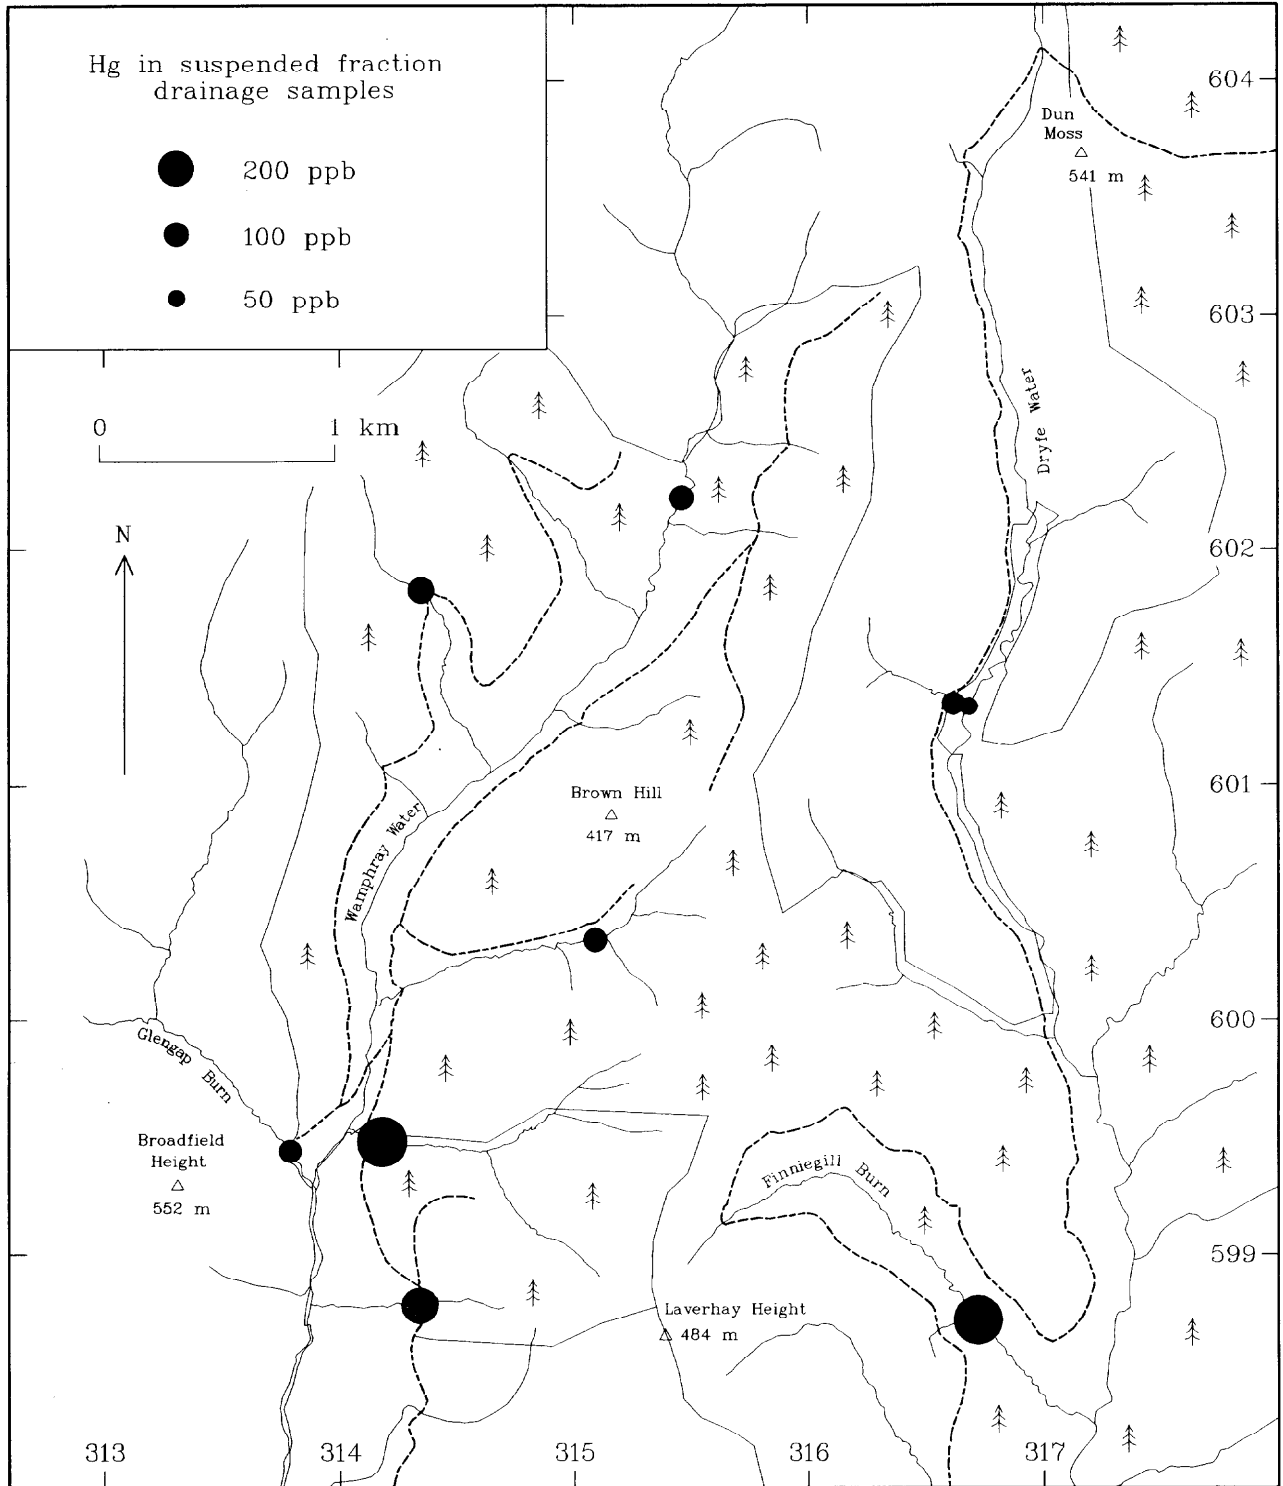 Hg in suspended fraction
drainage samples
200 ppb
100 ppb
50 ppb
0 1 km
N
604
Dun
Moss
541 m
603
Dryfe Water
602
601
Brown Hill
417 m
Wamphray Water
600
Glengap Burn
Broadfield
Height
552 m
Finniegill Burn
599
Laverhay Height
484 m
313 314 315 316 317